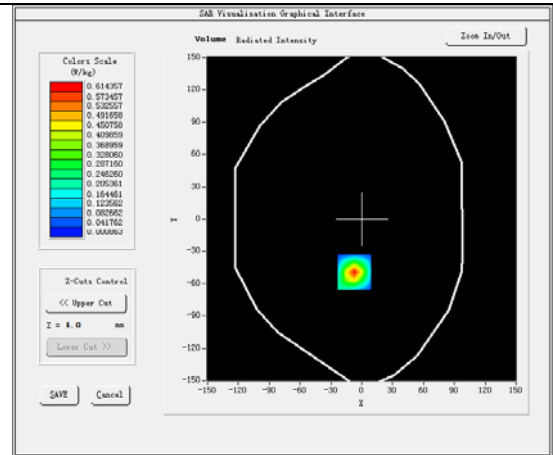 SAR Visualisation Graphical Interface
Volume Radiated Intensity
Zoom In/Out
Colors Scale
(W/kg)
0.614357
0.573457
0.532557
0.491658
0.450758
0.409859
0.368959
0.328060
0.287160
0.246260
0.205361
0.164461
0.123562
0.082662
0.041762
0.000863
Z-Cuts Control
<< Upper Cut
Z = 4.0 mm
Lower Cut >>
SAVE Cancel
150
120
90
60
30
0
-30
-60
-90
-120
-150
Y
-150 -120 -90 -60 -30 0 30 60 90 120 150
X